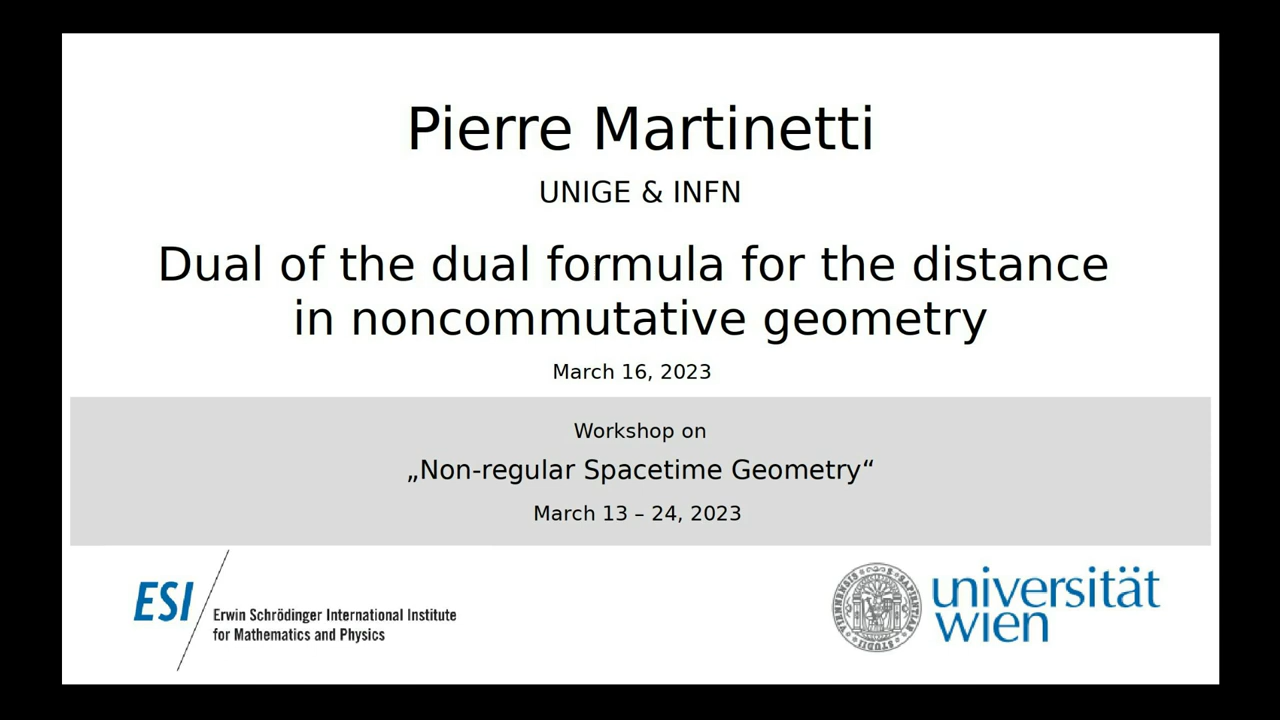 Pierre Martinetti
UNIGE & INFN
Dual of the dual formula for the distance
in noncommutative geometry
March 16, 2023
Workshop on
„Non-regular Spacetime Geometry“
March 13 – 24, 2023
ESI
Erwin Schrödinger International Institute
for Mathematics and Physics
universität
wien